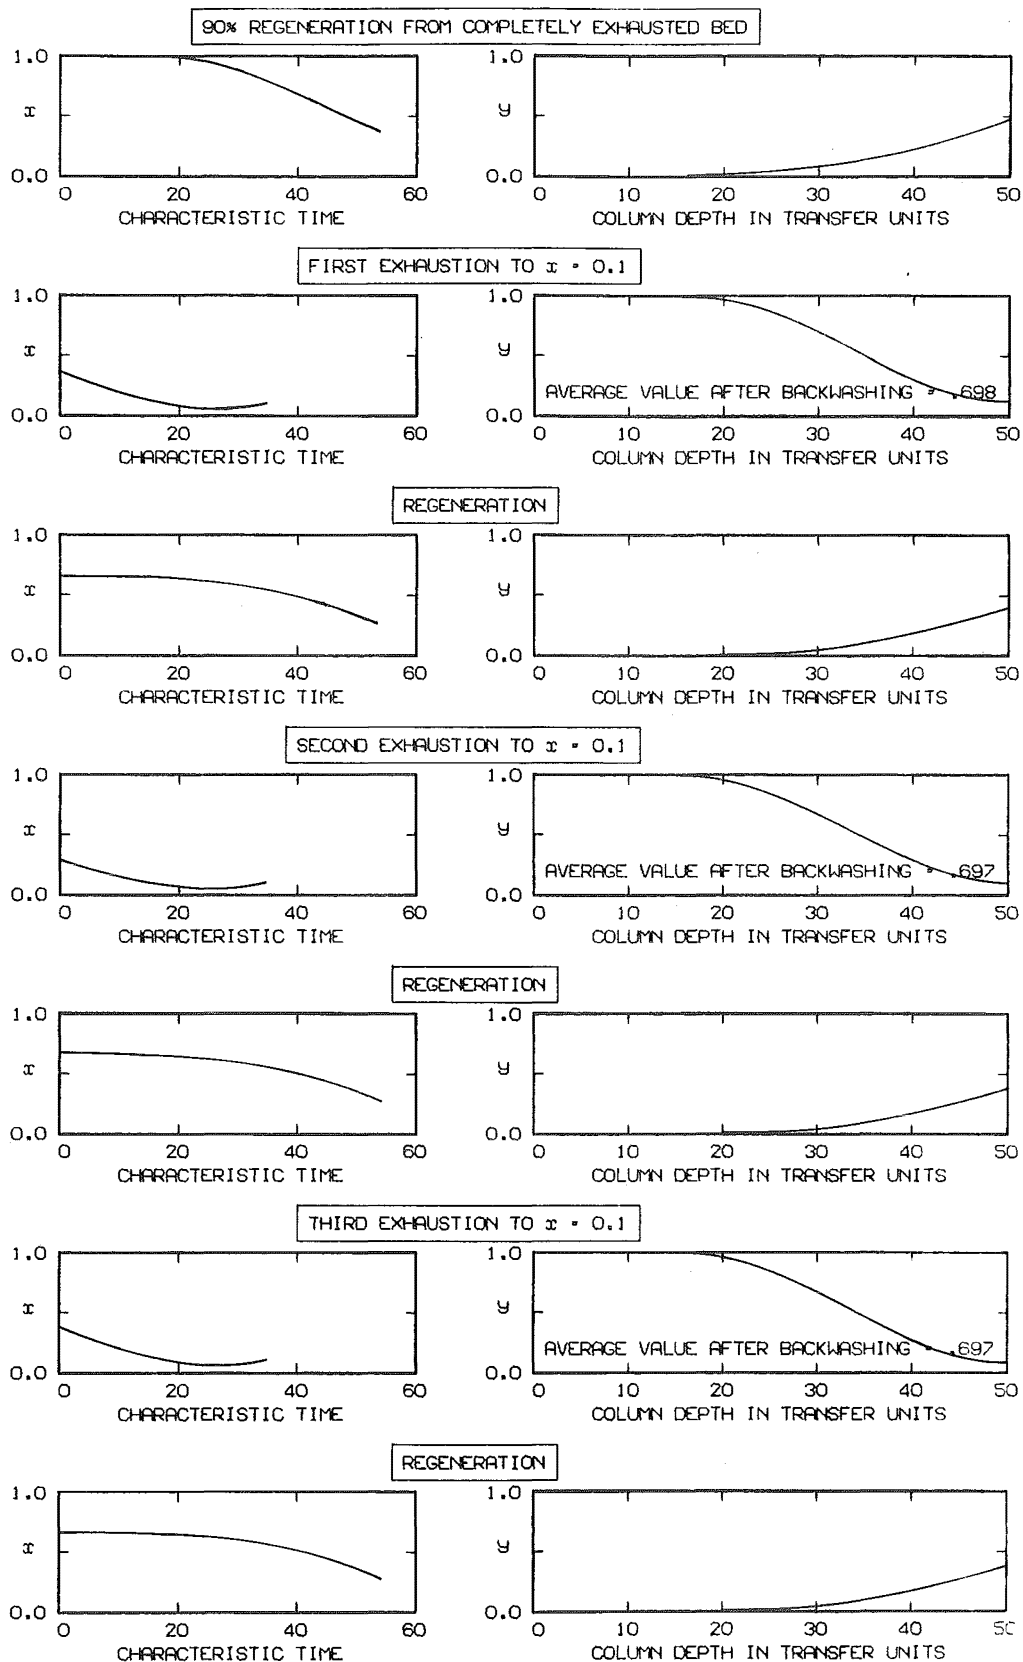 90% REGENERATION FROM COMPLETELY EXHAUSTED BED
1.0 1.0
x y
0.0 0.0
0 20 40 60 0 10 20 30 40 50
CHARACTERISTIC TIME COLUMN DEPTH IN TRANSFER UNITS
FIRST EXHAUSTION TO x = 0.1
1.0 1.0
x y
AVERAGE VALUE AFTER BACKWASHING = .698
0.0 0.0
0 20 40 60 0 10 20 30 40 50
CHARACTERISTIC TIME COLUMN DEPTH IN TRANSFER UNITS
REGENERATION
1.0 1.0
x y
0.0 0.0
0 20 40 60 0 10 20 30 40 50
CHARACTERISTIC TIME COLUMN DEPTH IN TRANSFER UNITS
SECOND EXHAUSTION TO x = 0.1
1.0 1.0
x y
AVERAGE VALUE AFTER BACKWASHING = .697
0.0 0.0
0 20 40 60 0 10 20 30 40 50
CHARACTERISTIC TIME COLUMN DEPTH IN TRANSFER UNITS
REGENERATION
1.0 1.0
x y
0.0 0.0
0 20 40 60 0 10 20 30 40 50
CHARACTERISTIC TIME COLUMN DEPTH IN TRANSFER UNITS
THIRD EXHAUSTION TO x = 0.1
1.0 1.0
x y
AVERAGE VALUE AFTER BACKWASHING = .697
0.0 0.0
0 20 40 60 0 10 20 30 40 50
CHARACTERISTIC TIME COLUMN DEPTH IN TRANSFER UNITS
REGENERATION
1.0 1.0
x y
0.0 0.0
0 20 40 60 0 10 20 30 40 50
CHARACTERISTIC TIME COLUMN DEPTH IN TRANSFER UNITS